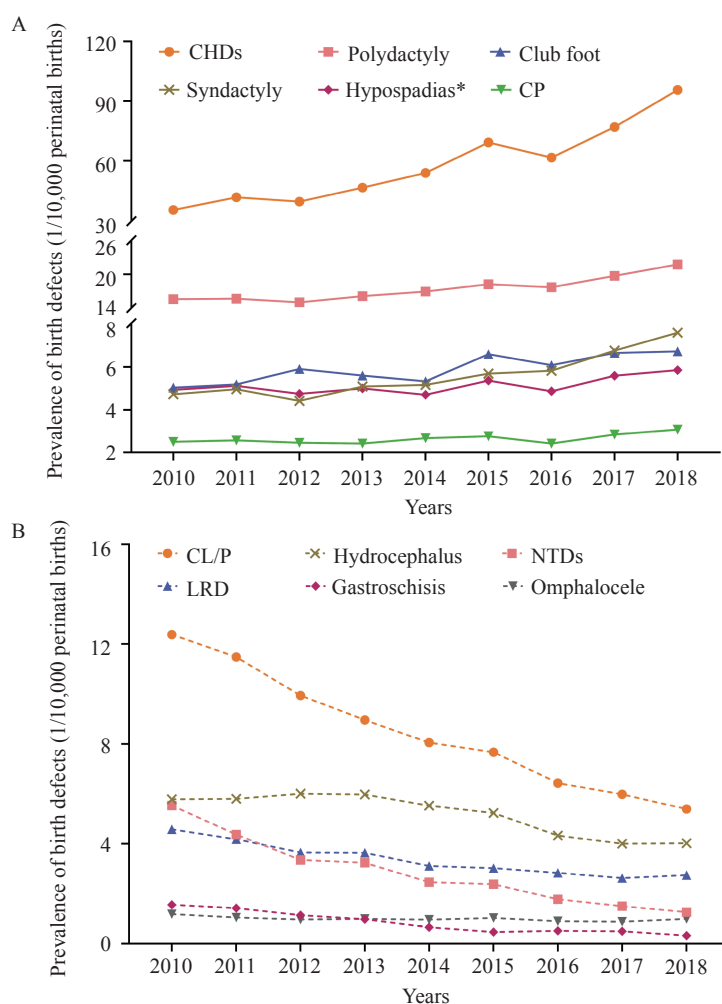 A
Prevalence of birth defects (1/10,000 perinatal births)
120
90
60
30
26
20
14
8
6
4
2
CHDs Polydactyly Club foot
Syndactyly Hypospadias* CP
2010 2011 2012 2013 2014 2015 2016 2017 2018
Years
B
Prevalence of birth defects (1/10,000 perinatal births)
16
12
8
4
0
CL/P Hydrocephalus NTDs
LRD Gastroschisis Omphalocele
2010 2011 2012 2013 2014 2015 2016 2017 2018
Years